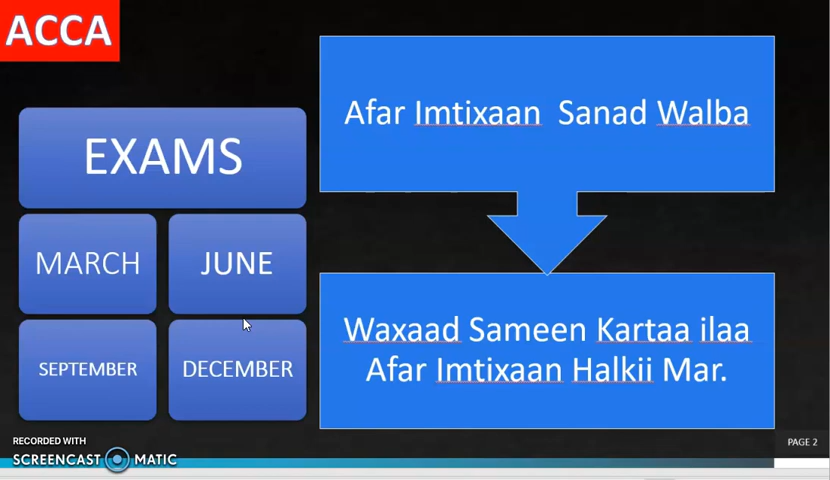 ACCA
EXAMS
MARCH
JUNE
SEPTEMBER
DECEMBER
Afar Imtixaan Sanad Walba
Waxaad Sameen Kartaa ilaa
Afar Imtixaan Halkii Mar.
RECORDED WITH
SCREENCAST MATIC
PAGE 2